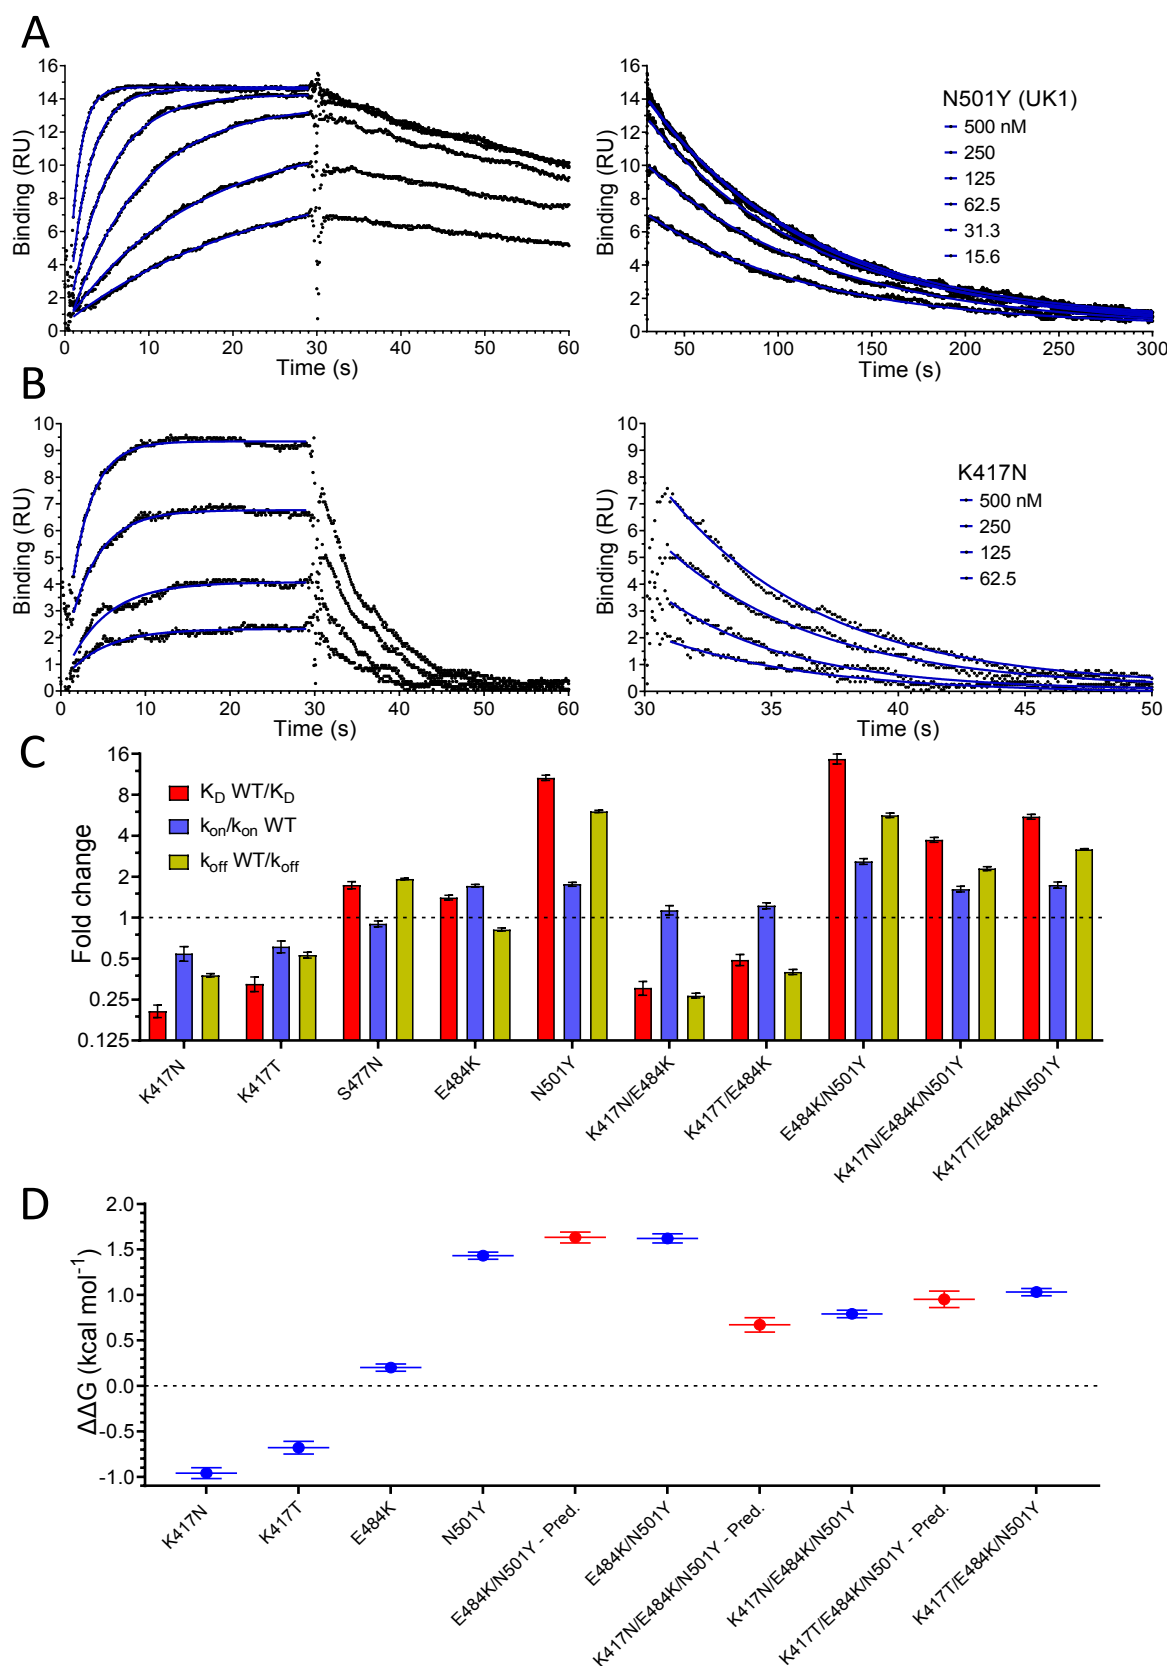 A
16
14
12
10
8
6
4
2
0
Binding (RU)
0 10 20 30 40 50 60
Time (s)
16
14
12
10
8
6
4
2
0
Binding (RU)
50 100 150 200 250 300
Time (s)
N501Y (UK1)
500 nM
250
125
62.5
31.3
15.6
B
10
9
8
7
6
5
4
3
2
1
0
Binding (RU)
0 10 20 30 40 50 60
Time (s)
10
9
8
7
6
5
4
3
2
1
0
Binding (RU)
30 35 40 45 50
Time (s)
K417N
500 nM
250
125
62.5
C
16
8
4
2
1
0.5
0.25
0.125
Fold change
K_D WT/K_D
k_on/k_on WT
k_off WT/k_off
K417N
K417T
S477N
E484K
N501Y
K417N/E484K
K417T/E484K
E484K/N501Y
K417N/E484K/N501Y
K417T/E484K/N501Y
D
2.0
1.5
1.0
0.5
0.0
-0.5
-1.0
ΔΔG (kcal mol⁻¹)
K417N
K417T
E484K
N501Y
E484K/N501Y - Pred.
E484K/N501Y
K417N/E484K/N501Y - Pred.
K417N/E484K/N501Y
K417T/E484K/N501Y - Pred.
K417T/E484K/N501Y